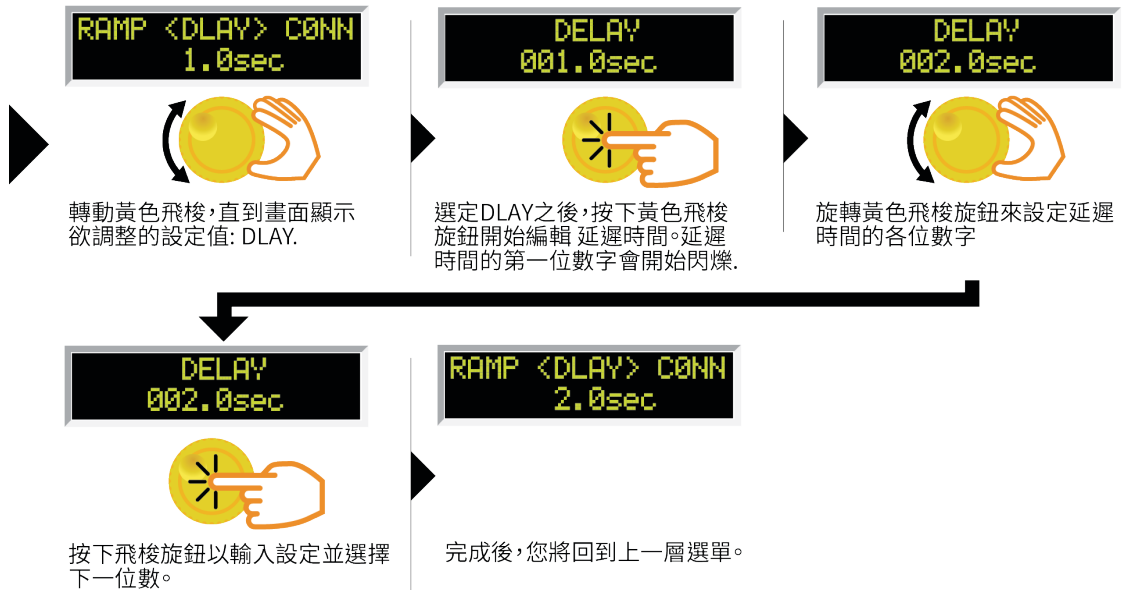 RAMP <DLAY> C0NN
1.0sec
轉動黃色飛梭，直到畫面顯示
欲調整的設定值: DLAY.
DELAY
001.0sec
選定DLAY之後，按下黃色飛梭
旋鈕開始編輯 延遲時間。延遲
時間的第一位數字會開始閃爍.
DELAY
002.0sec
旋轉黃色飛梭旋鈕來設定延遲
時間的各位數字
DELAY
002.0sec
按下飛梭旋鈕以輸入設定並選擇
下一位數。
RAMP <DLAY> C0NN
2.0sec
完成後，您將回到上一層選單。